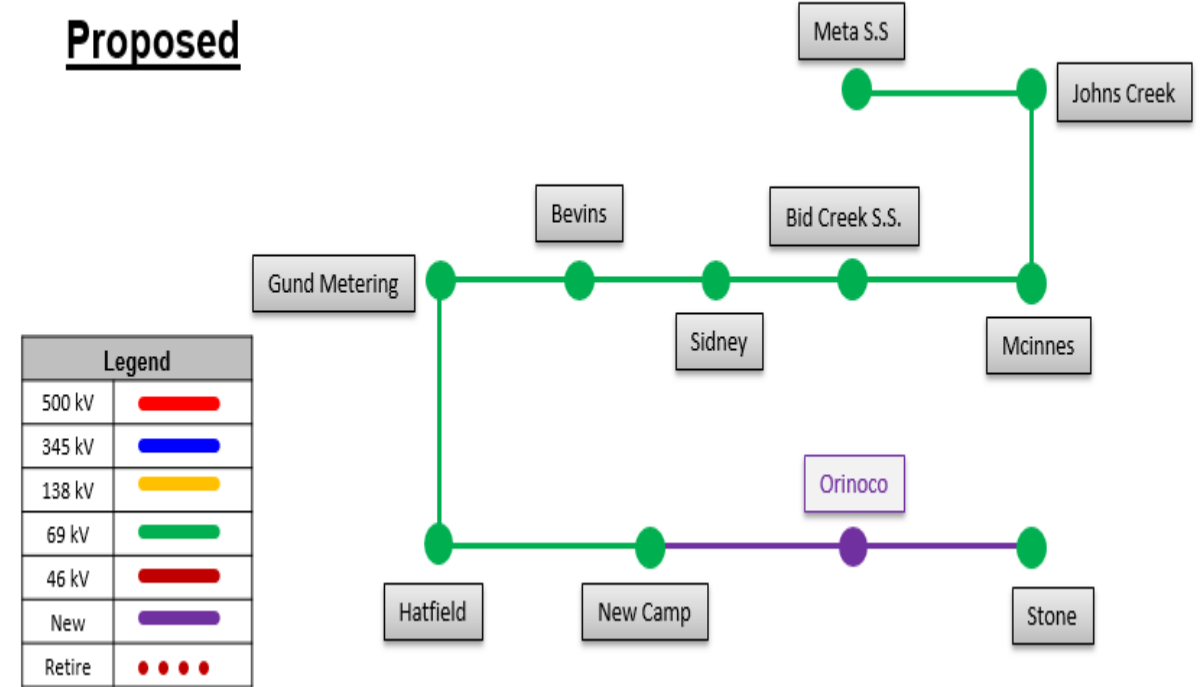 Proposed
Meta S.S
Johns Creek
Bevins
Bid Creek S.S.
Gund Metering
Sidney
Mcinnes
Legend
500 kV
345 kV
138 kV
69 kV
46 kV
New
Retire
Orinoco
Hatfield
New Camp
Stone